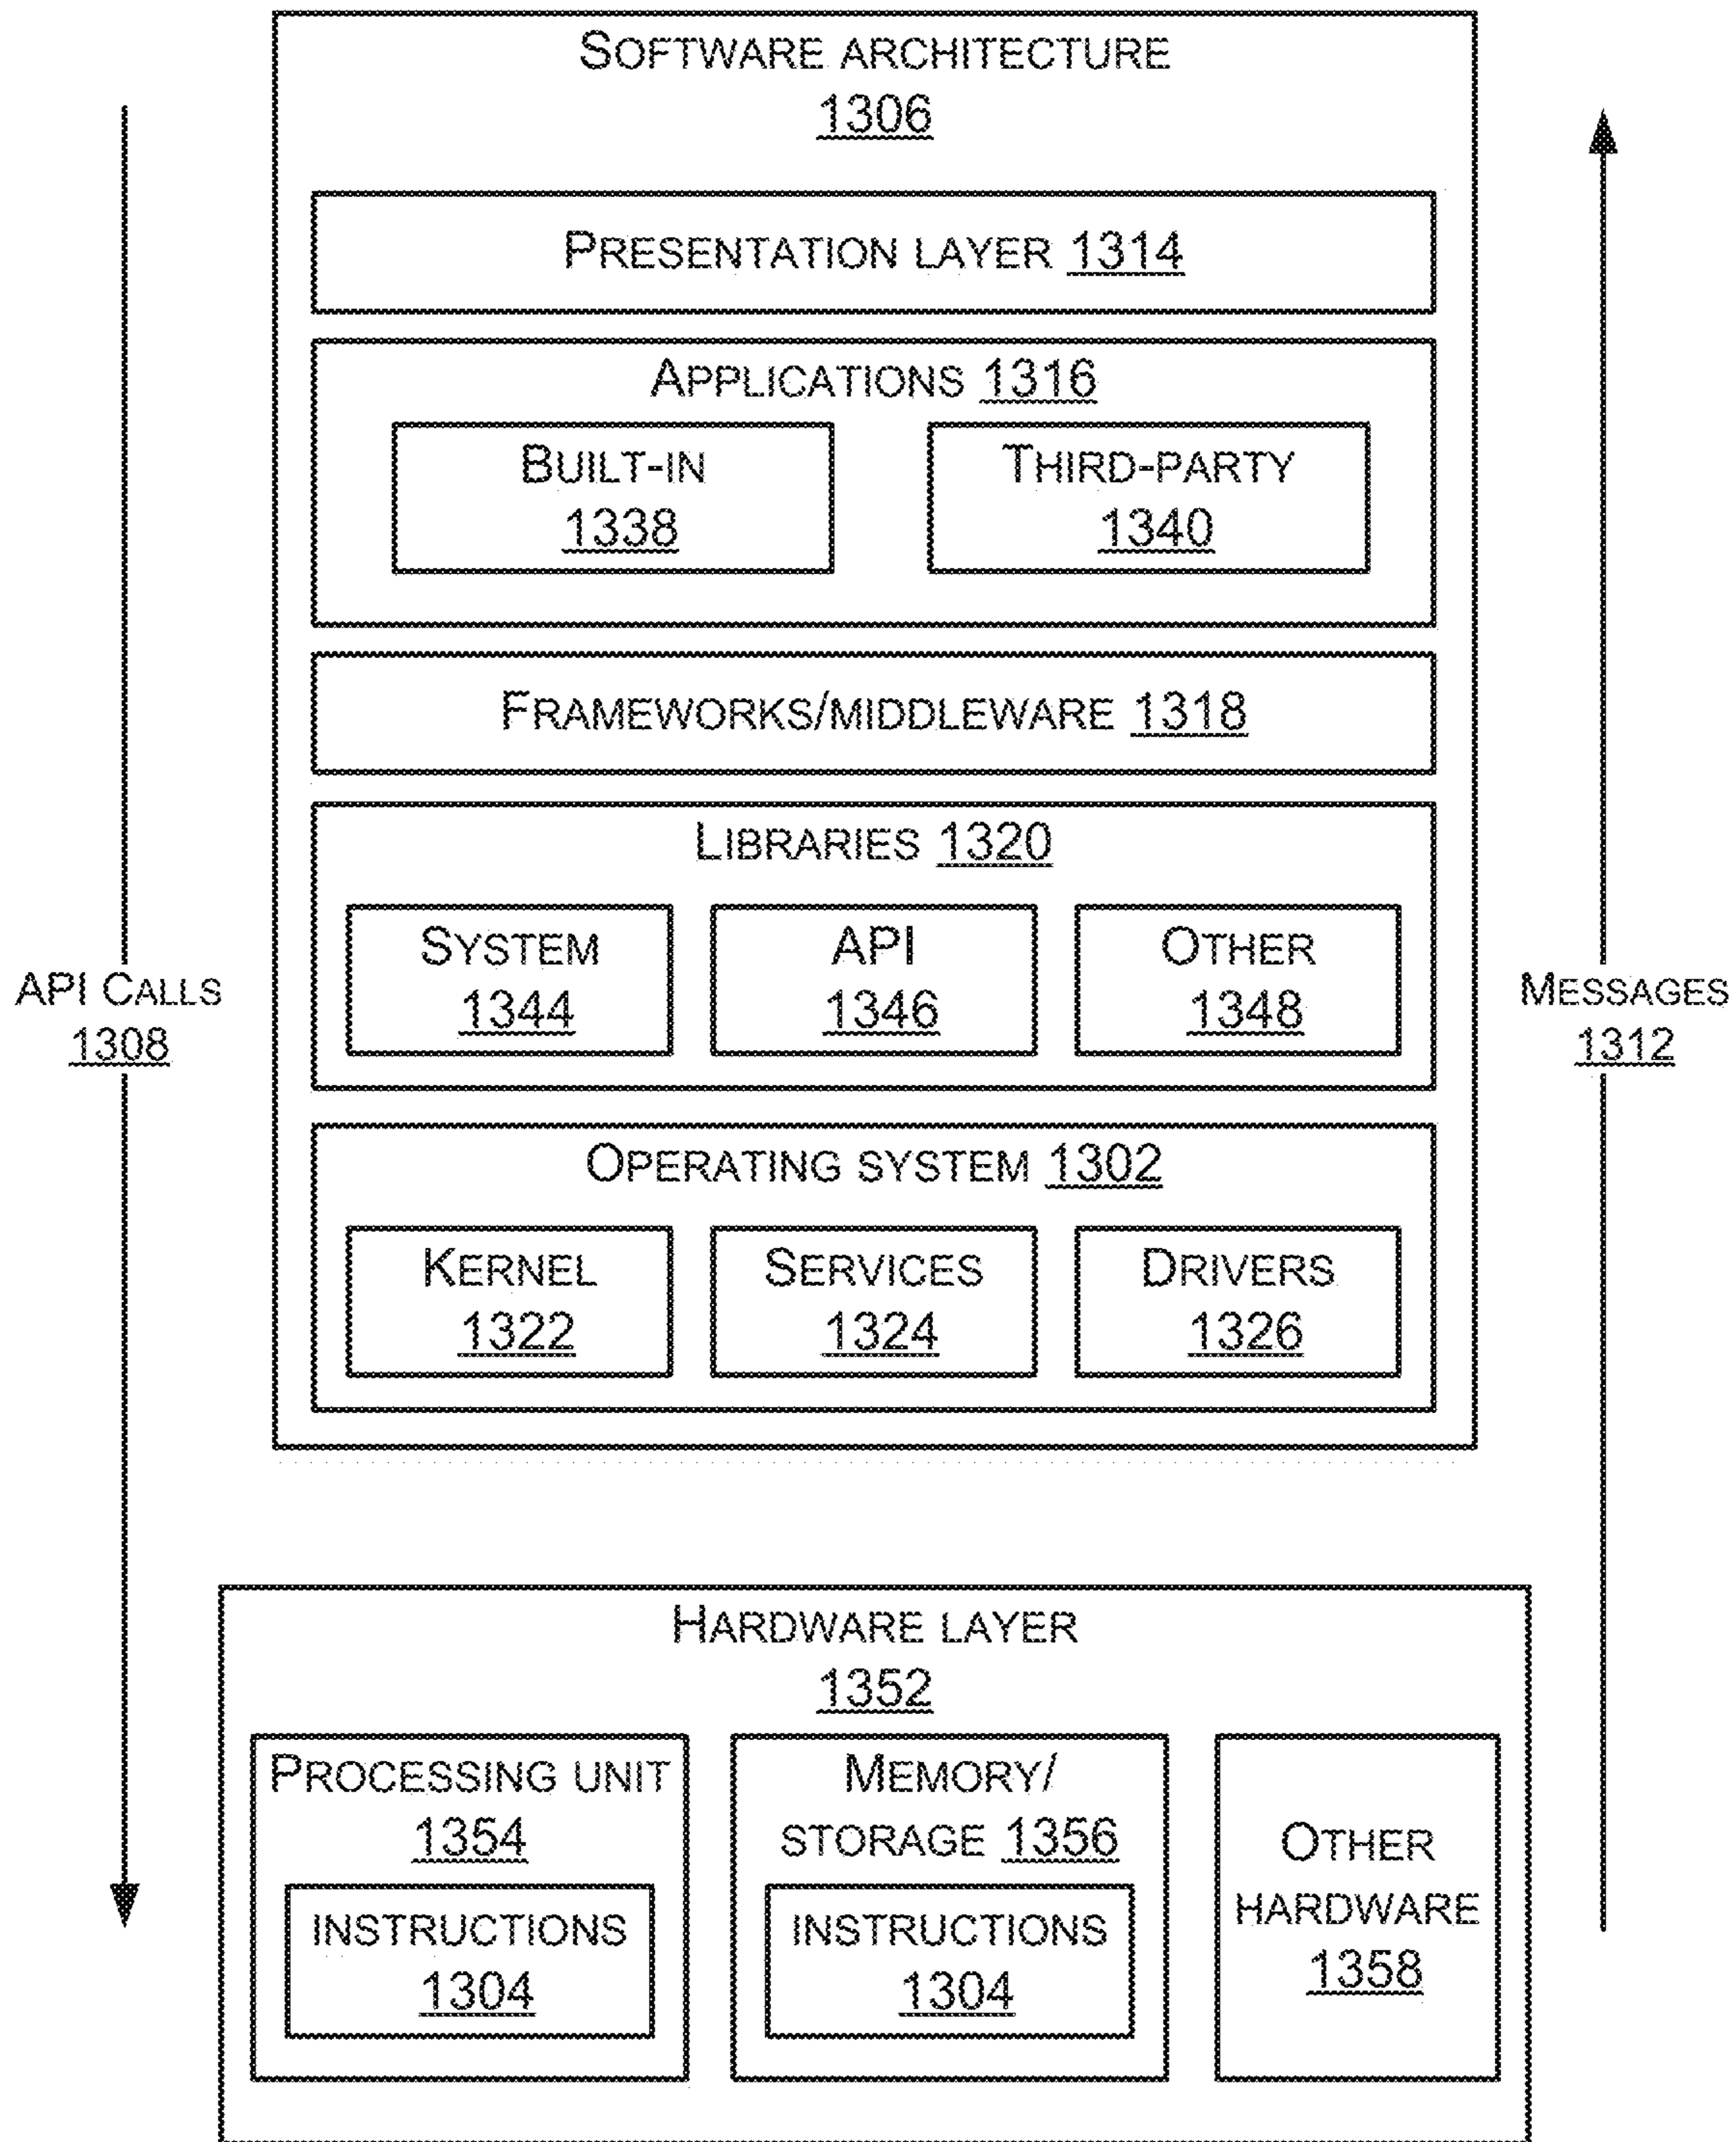 SOFTWARE ARCHITECTURE
1306
PRESENTATION LAYER 1314
APPLICATIONS 1316
BUILT-IN
1338
THIRD-PARTY
1340
FRAMEWORKS/MIDDLEWARE 1318
LIBRARIES 1320
SYSTEM
1344
API
1346
OTHER
1348
API CALLS
1308
MESSAGES
1312
OPERATING SYSTEM 1302
KERNEL
1322
SERVICES
1324
DRIVERS
1326
HARDWARE LAYER
1352
PROCESSING UNIT
1354
INSTRUCTIONS
1304
MEMORY/
STORAGE 1356
INSTRUCTIONS
1304
OTHER
HARDWARE
1358